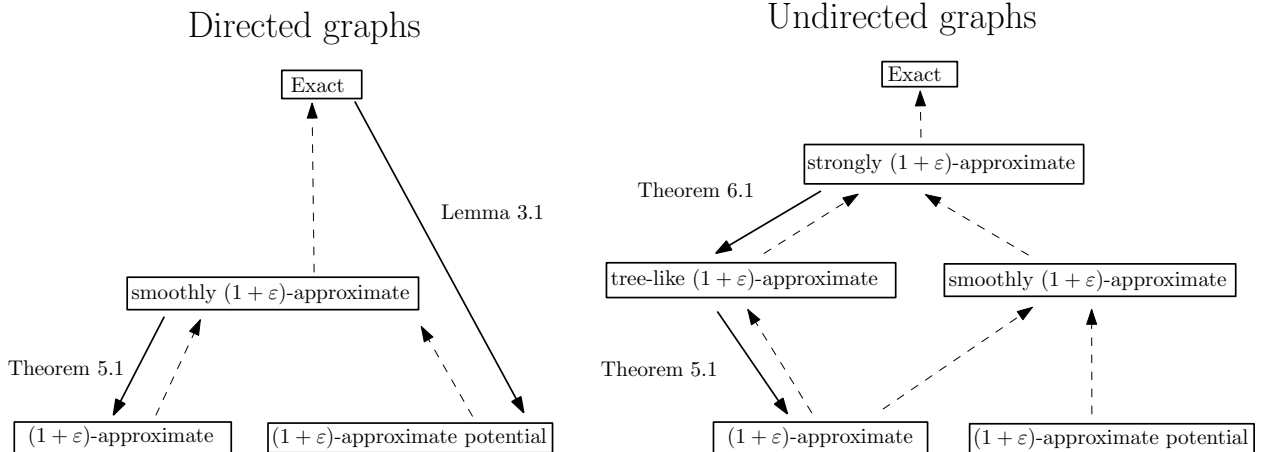 Directed graphs
Exact
Lemma 3.1
smoothly (1 + ε)-approximate
Theorem 5.1
(1 + ε)-approximate
(1 + ε)-approximate potential
Undirected graphs
Exact
strongly (1 + ε)-approximate
Theorem 6.1
tree-like (1 + ε)-approximate
smoothly (1 + ε)-approximate
Theorem 5.1
(1 + ε)-approximate
(1 + ε)-approximate potential